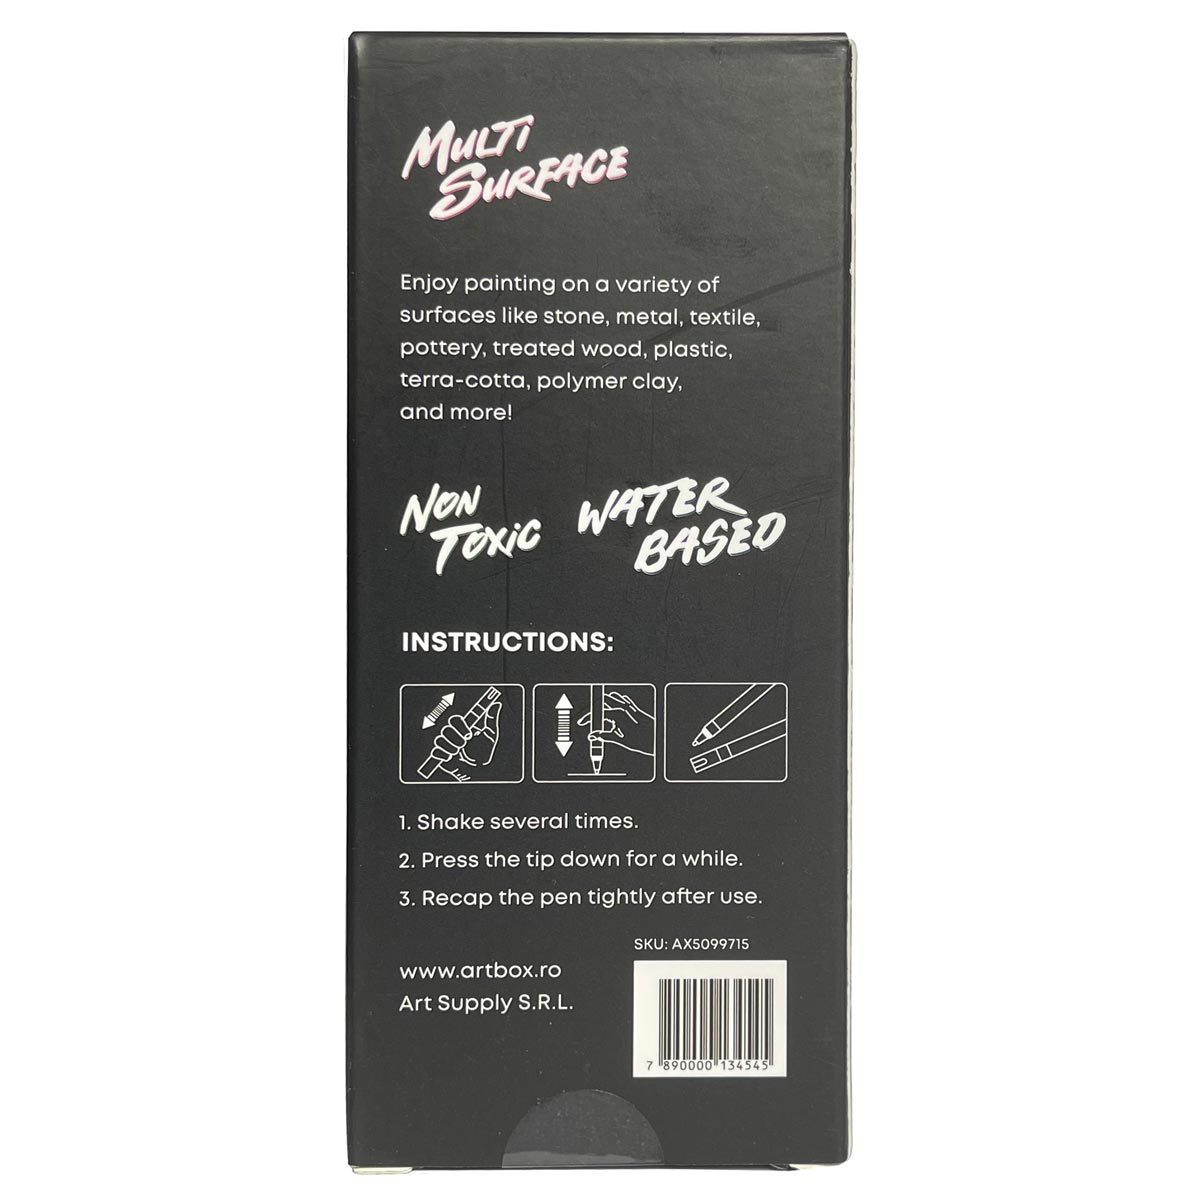 MULTI
SURFACE
Enjoy painting on a variety of
surfaces like stone, metal, textile,
pottery, treated wood, plastic,
terra-cotta, polymer clay,
and more!
NON
TOXIC
WATER
BASED
INSTRUCTIONS:
1. Shake several times.
2. Press the tip down for a while.
3. Recap the pen tightly after use.
SKU: AX5099715
www.artbox.ro
Art Supply S.R.L.
7 890000 134545